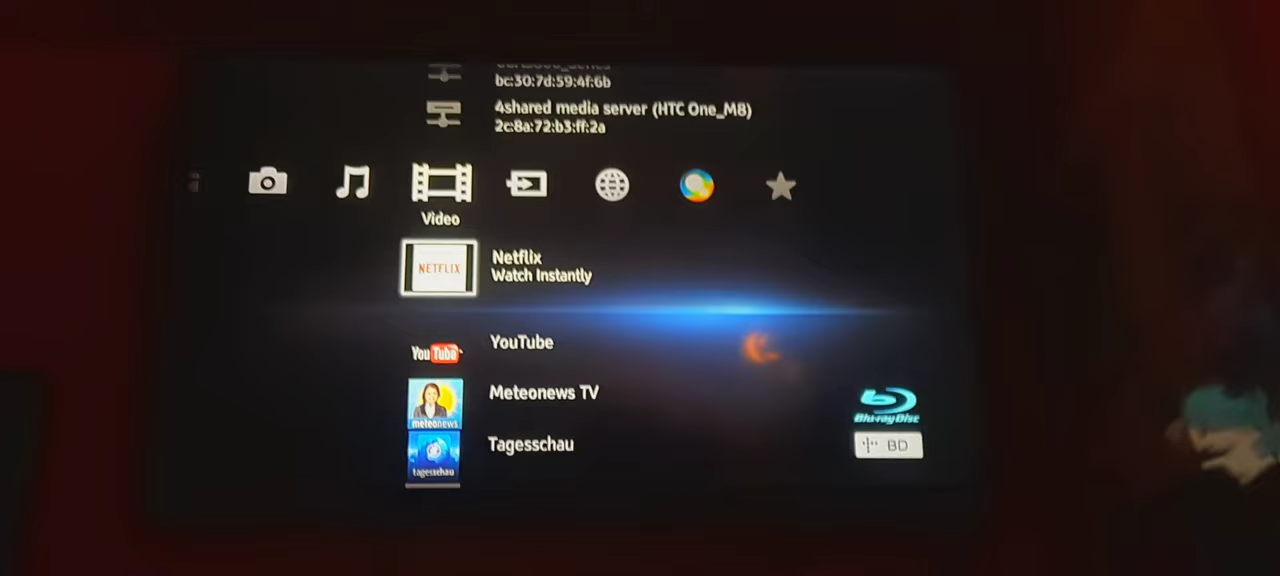 bc:30:7d:59:4f:6b
4shared media server (HTC One_M8)
2c:8a:72:b3:ff:2a
Video
NETFLIX
Netflix
Watch Instantly
YouTube
YouTube
meteonews
Meteonews TV
tagesschau
Tagesschau
Blu-ray Disc
BD